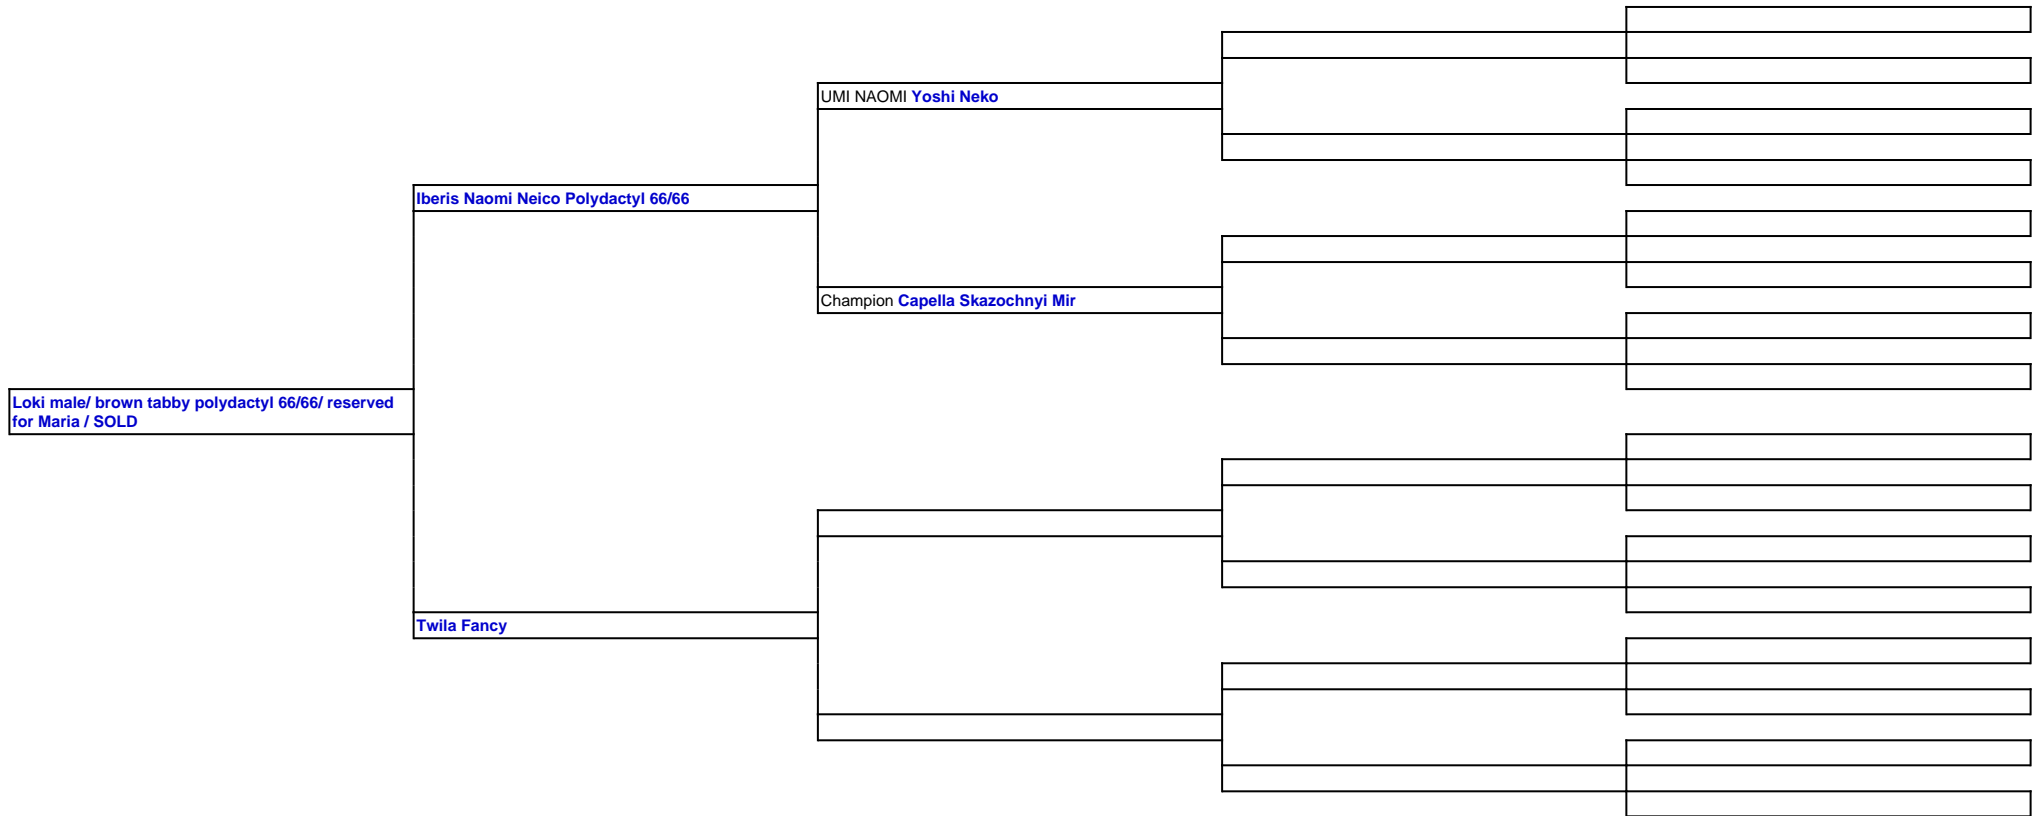 UMI NAOMI Yoshi Neko
Iberis Naomi Neico Polydactyl 66/66
Champion Capella Skazochnyi Mir
Loki male/ brown tabby polydactyl 66/66/ reserved
for Maria / SOLD
Twila Fancy